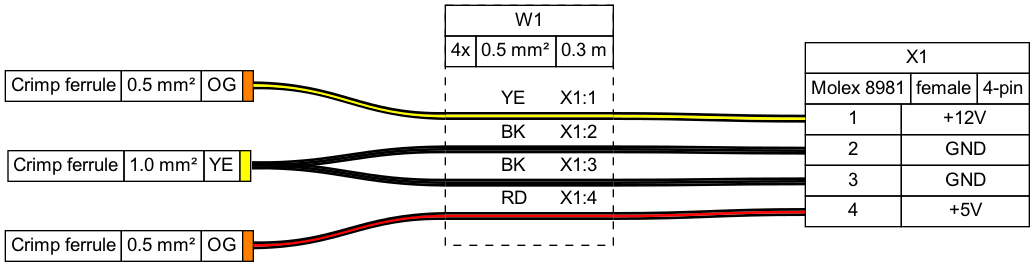 W1
4x 0.5 mm² 0.3 m
X1
Molex 8981 female 4-pin
Crimp ferrule 0.5 mm² OG
YE X1:1
1 +12V
BK X1:2
2 GND
Crimp ferrule 1.0 mm² YE
BK X1:3
3 GND
RD X1:4
4 +5V
Crimp ferrule 0.5 mm² OG